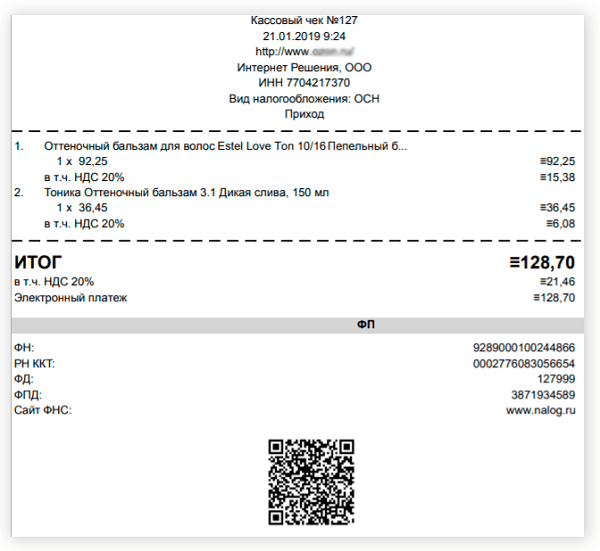 Кассовый чек №127
21.01.2019 9:24
http://www.
Интернет Решения, ООО
ИНН 7704217370
Вид налогообложения: ОСН
Приход
1. Оттеночный бальзам для волос Estel Love Ton 10/16 Пепельный б...
1 x 92,25 ≡92,25
в т.ч. НДС 20% ≡15,38
2. Тоника Оттеночный бальзам 3.1 Дикая слива, 150 мл
1 x 36,45 ≡36,45
в т.ч. НДС 20% ≡6,08
ИТОГ ≡128,70
в т.ч. НДС 20% ≡21,46
Электронный платеж ≡128,70
ФП
ФН: 9289000100244866
РН ККТ: 0002776083056654
ФД: 127999
ФПД: 3871934589
Сайт ФНС: www.nalog.ru